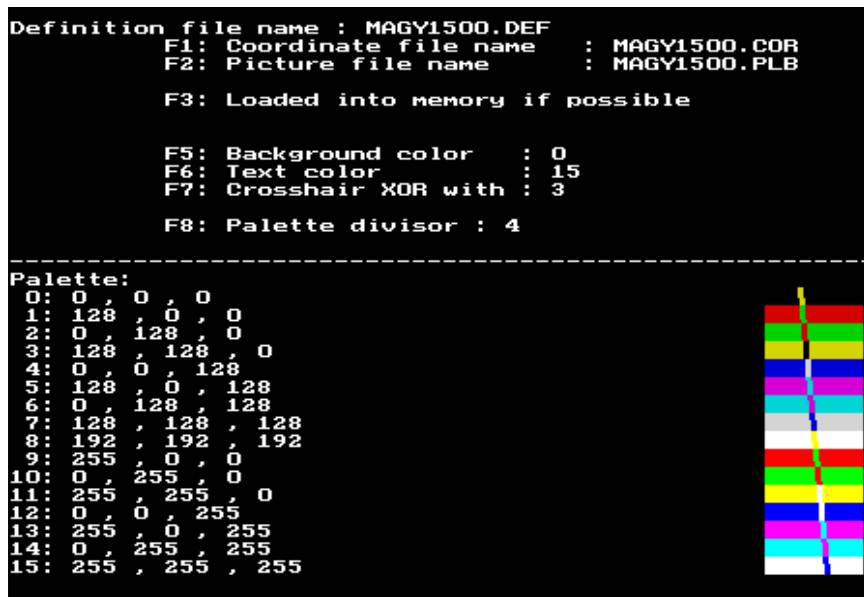 Definition file name : MAGY1500.DEF
F1: Coordinate file name : MAGY1500.COR
F2: Picture file name : MAGY1500.PLB
F3: Loaded into memory if possible
F5: Background color : 0
F6: Text color : 15
F7: Crosshair XOR with : 3
F8: Palette divisor : 4
Palette:
0: 0 , 0 , 0
1: 128 , 0 , 0
2: 0 , 128 , 0
3: 128 , 128 , 0
4: 0 , 0 , 128
5: 128 , 0 , 128
6: 0 , 128 , 128
7: 128 , 128 , 128
8: 192 , 192 , 192
9: 255 , 0 , 0
10: 0 , 255 , 0
11: 255 , 255 , 0
12: 0 , 0 , 255
13: 255 , 0 , 255
14: 0 , 255 , 255
15: 255 , 255 , 255